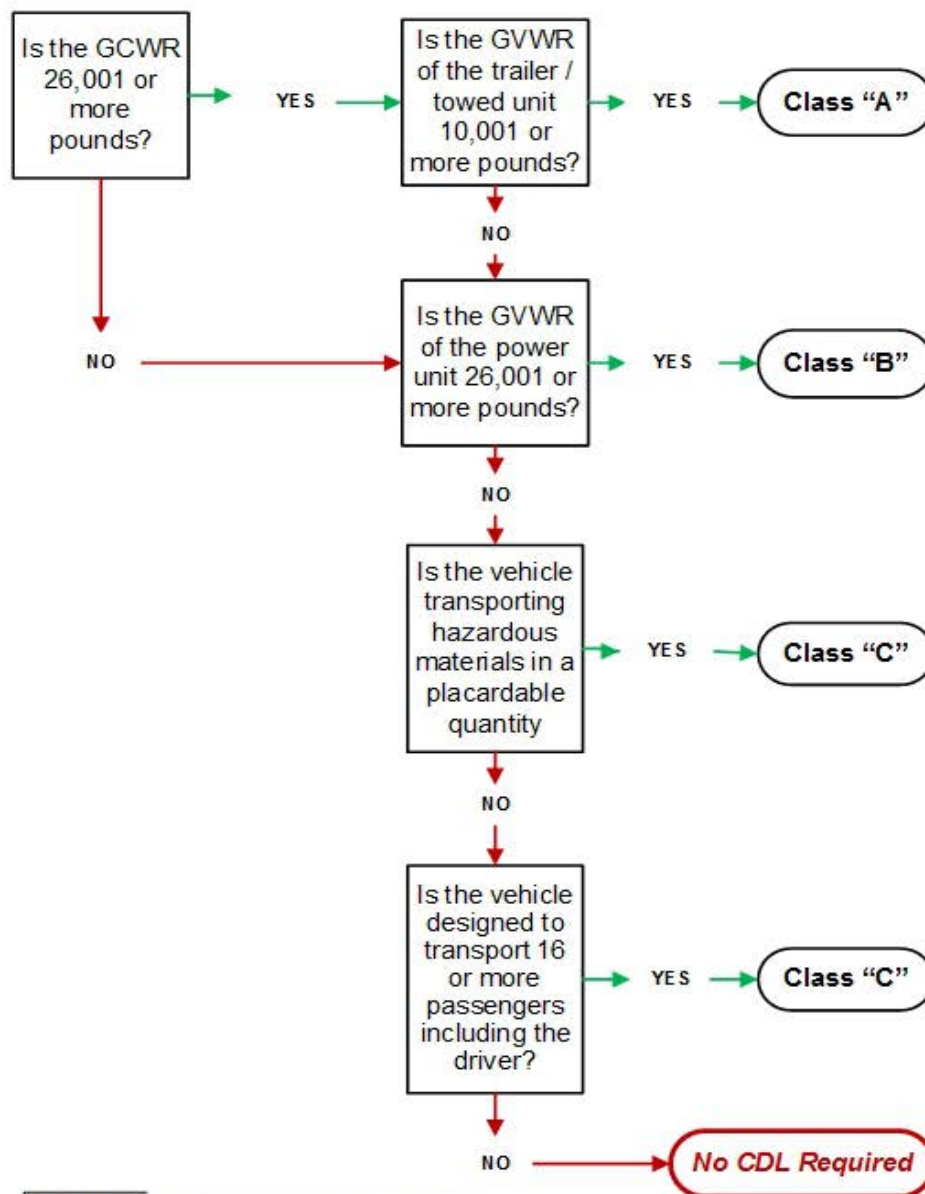 Is the GCWR
26,001 or
more
pounds?
YES
Is the GVWR
of the trailer /
towed unit
10,001 or
more pounds?
YES
Class “A”
NO
NO
Is the GVWR
of the power
unit 26,001 or
more pounds?
YES
Class “B”
NO
Is the vehicle
transporting
hazardous
materials in a
placardable
quantity
YES
Class “C”
NO
Is the vehicle
designed to
transport 16
or more
passengers
including the
driver?
YES
Class “C”
NO
No CDL Required